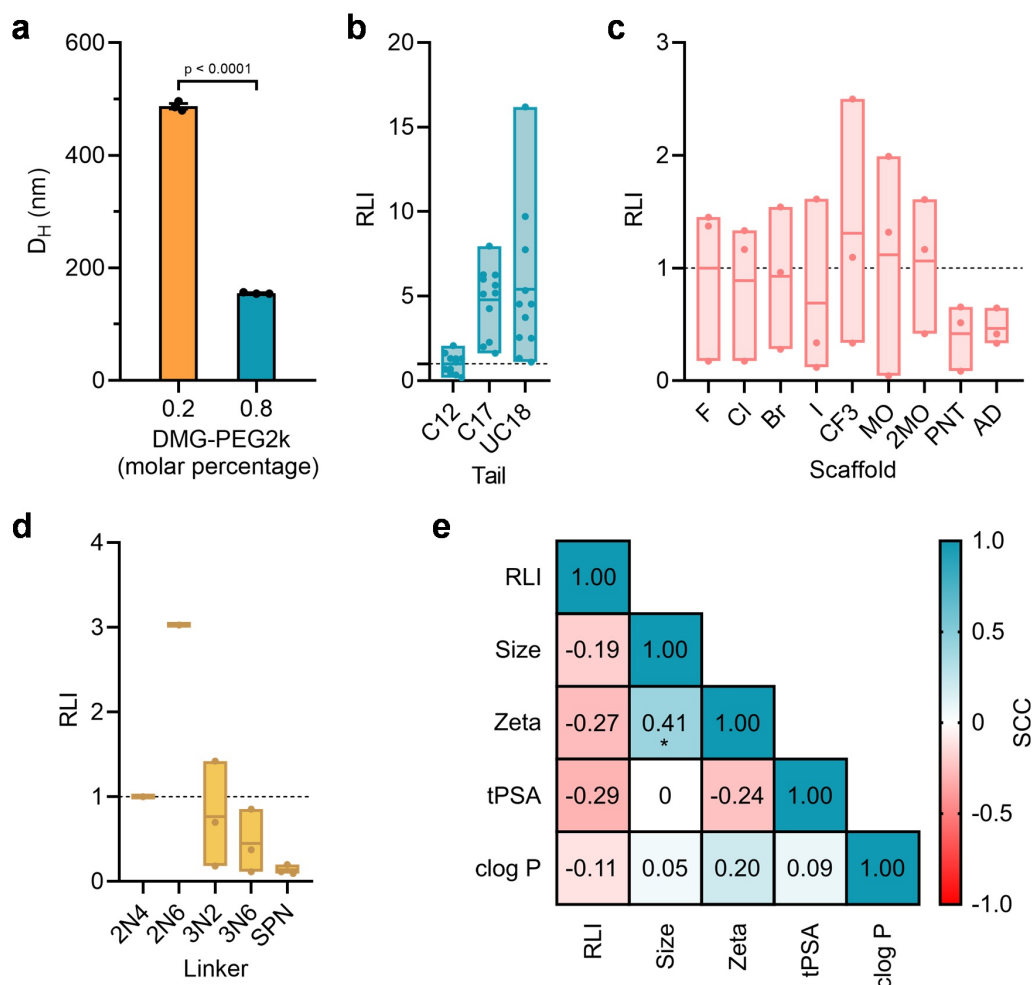 a
600
400
200
0
D_H (nm)
p < 0.0001
0.2 0.8
DMG-PEG2k
(molar percentage)
b
20
15
10
5
0
RLI
C12 C17 UC18
Tail
c
3
2
1
0
RLI
F Cl Br I CF3 MO 2MO PNT AD
Scaffold
d
4
3
2
1
0
RLI
2N4 2N6 3N2 3N6 SPN
Linker
e
RLI 1.00
Size -0.19 1.00
Zeta -0.27 0.41 1.00
*
tPSA -0.29 0 -0.24 1.00
clog P -0.11 0.05 0.20 0.09 1.00
RLI Size Zeta tPSA clog P
1.0
0.5
0
-0.5
-1.0
SCC